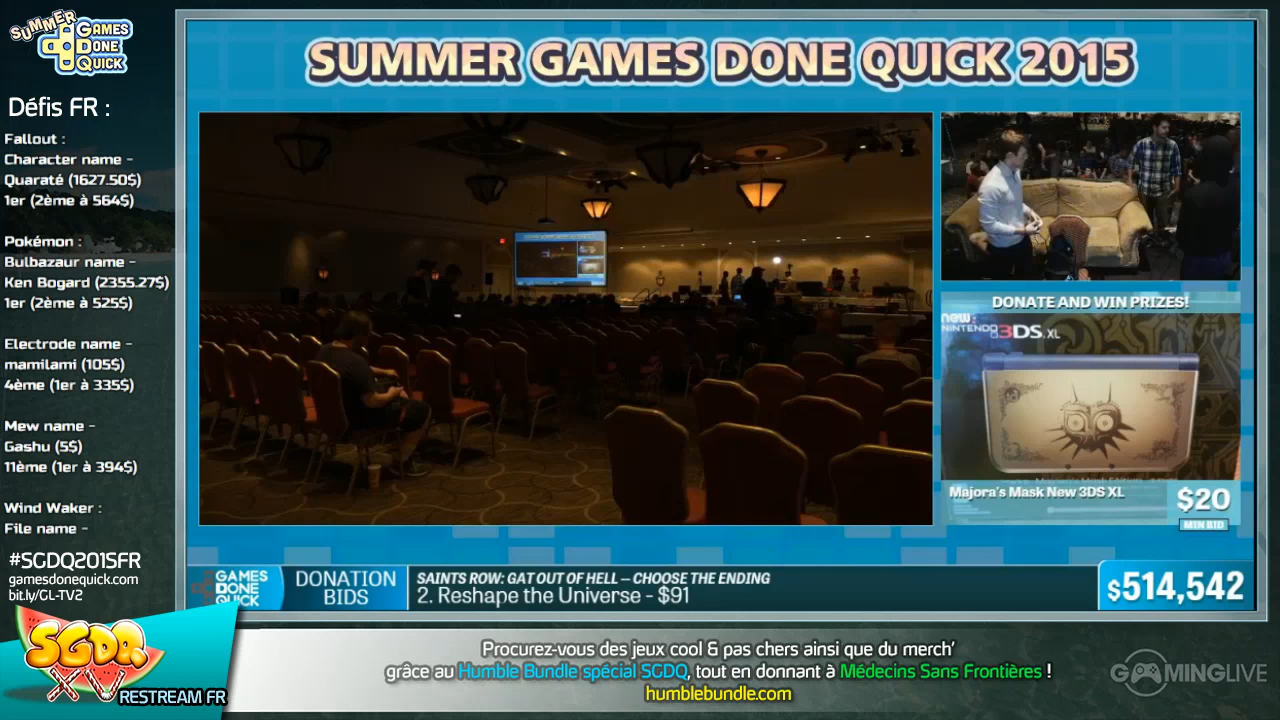 SUMMER
GAMES
DONE
QUICK
Défis FR :
Fallout :
Character name -
Quaraté (1627.50$)
1er (2ème à 564$)
Pokémon :
Bulbazaur name -
Ken Bogard (2355.27$)
1er (2ème à 525$)
Electrode name -
mamilami (105$)
4ème (1er à 335$)
Mew name -
Gashu (5$)
11ème (1er à 394$)
Wind Waker :
File name -
#SGDQ2015FR
gamesdonequick.com
bit.ly/GL-TV2
SGDQ
XV
RESTREAM FR
SUMMER GAMES DONE QUICK 2015
DONATE AND WIN PRIZES!
new
NINTENDO 3DS XL
Majora's Mask New 3DS XL
$20
MIN BID
GAMES
DONE
QUICK
DONATION
BIDS
SAINTS ROW: GAT OUT OF HELL – CHOOSE THE ENDING
2. Reshape the Universe - $91
$514,542
Procurez-vous des jeux cool & pas chers ainsi que du merch'
grâce au Humble Bundle spécial SGDQ, tout en donnant à Médecins Sans Frontières !
humblebundle.com
GAMINGLIVE